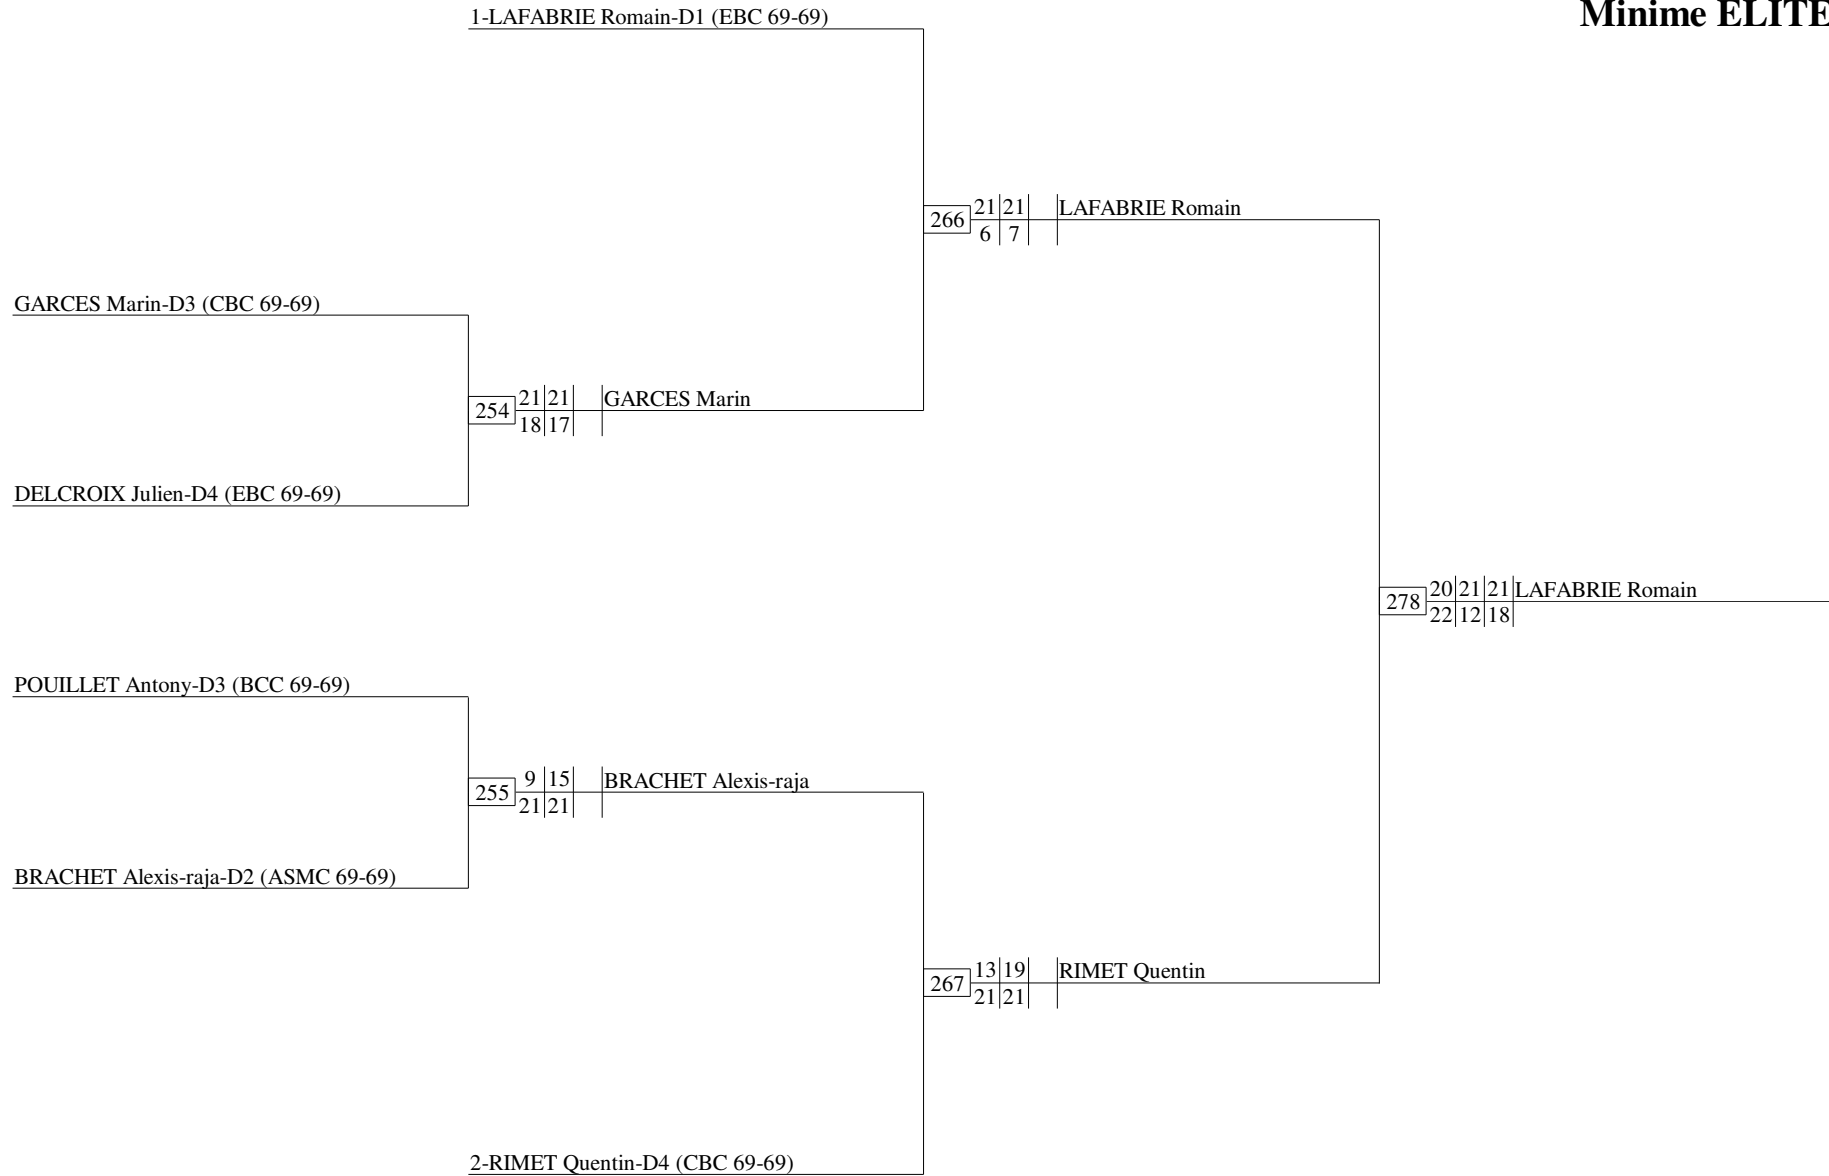 1-LAFABRIE Romain-D1 (EBC 69-69)
Minime ELITE
21 21 LAFABRIE Romain
266
6 7
GARCES Marin-D3 (CBC 69-69)
21 21 GARCES Marin
254
18 17
DELCROIX Julien-D4 (EBC 69-69)
20 21 21 LAFABRIE Romain
278
22 12 18
POUILLET Antony-D3 (BCC 69-69)
9 15 BRACHET Alexis-raja
255
21 21
BRACHET Alexis-raja-D2 (ASMC 69-69)
13 19 RIMET Quentin
267
21 21
2-RIMET Quentin-D4 (CBC 69-69)